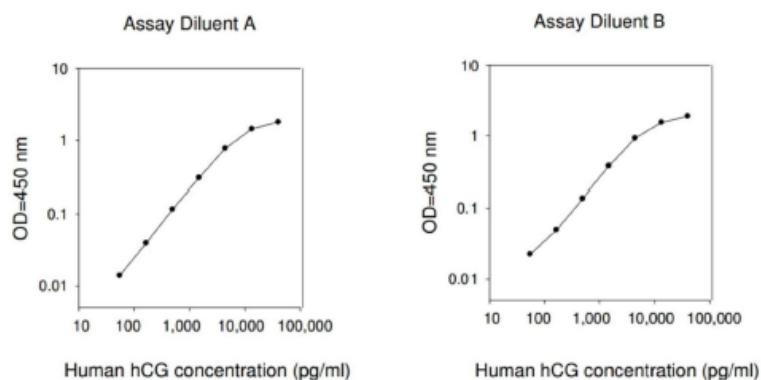 Assay Diluent A
10
1
0.1
0.01
OD=450 nm
10 100 1,000 10,000 100,000
Human hCG concentration (pg/ml)
Assay Diluent B
10
1
0.1
0.01
OD=450 nm
10 100 1,000 10,000 100,000
Human hCG concentration (pg/ml)